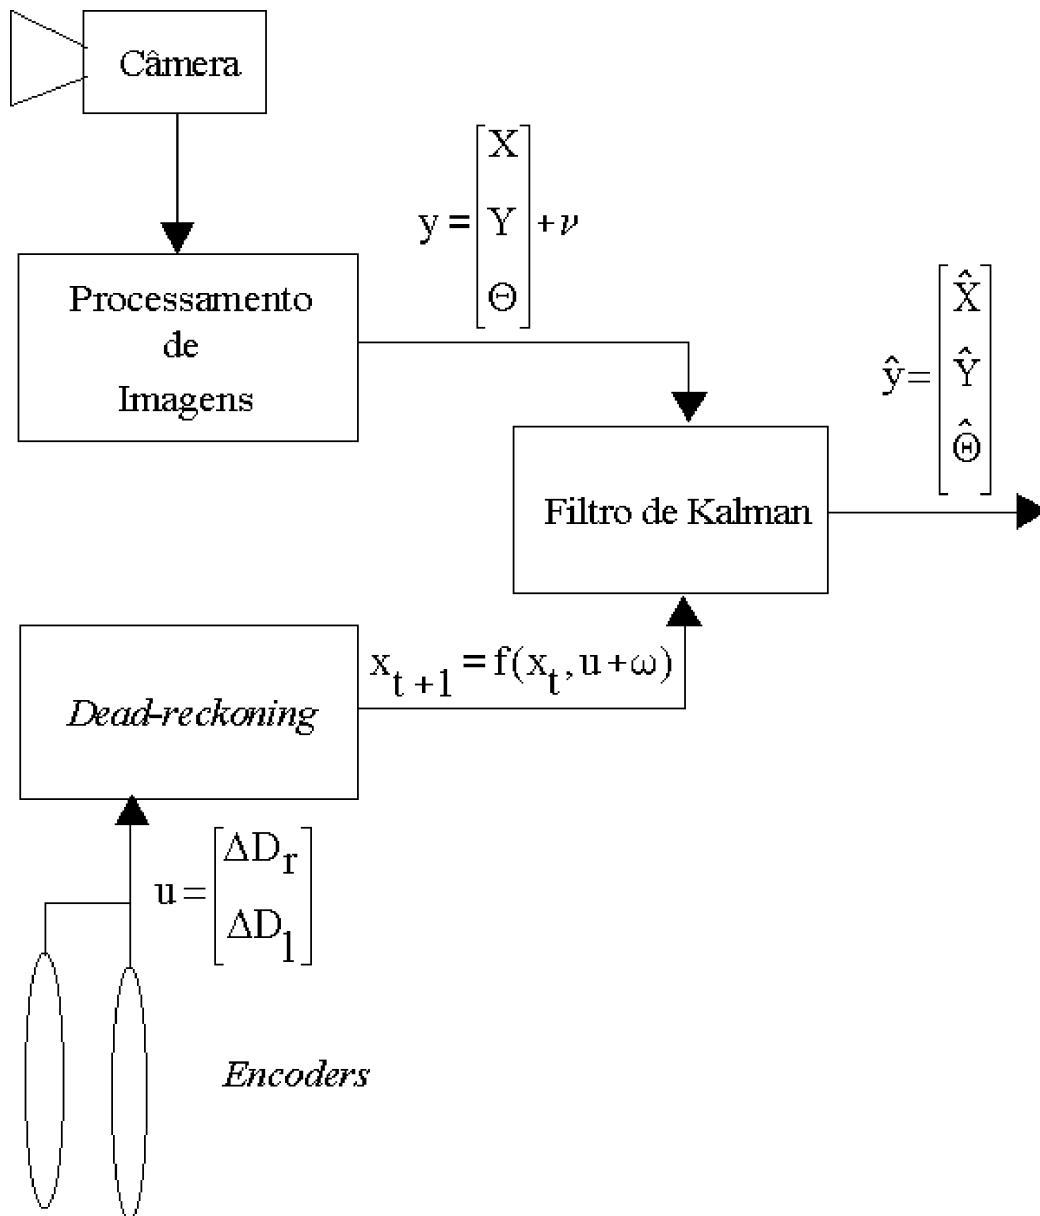 Câmera
y = [X Y Θ] + ν
Processamento
de
Imagens
ŷ = [X̂ Ŷ Θ̂]
Filtro de Kalman
x_{t+1} = f(x_t, u + ω)
Dead-reckoning
u = [ΔD_r ΔD_l]
Encoders